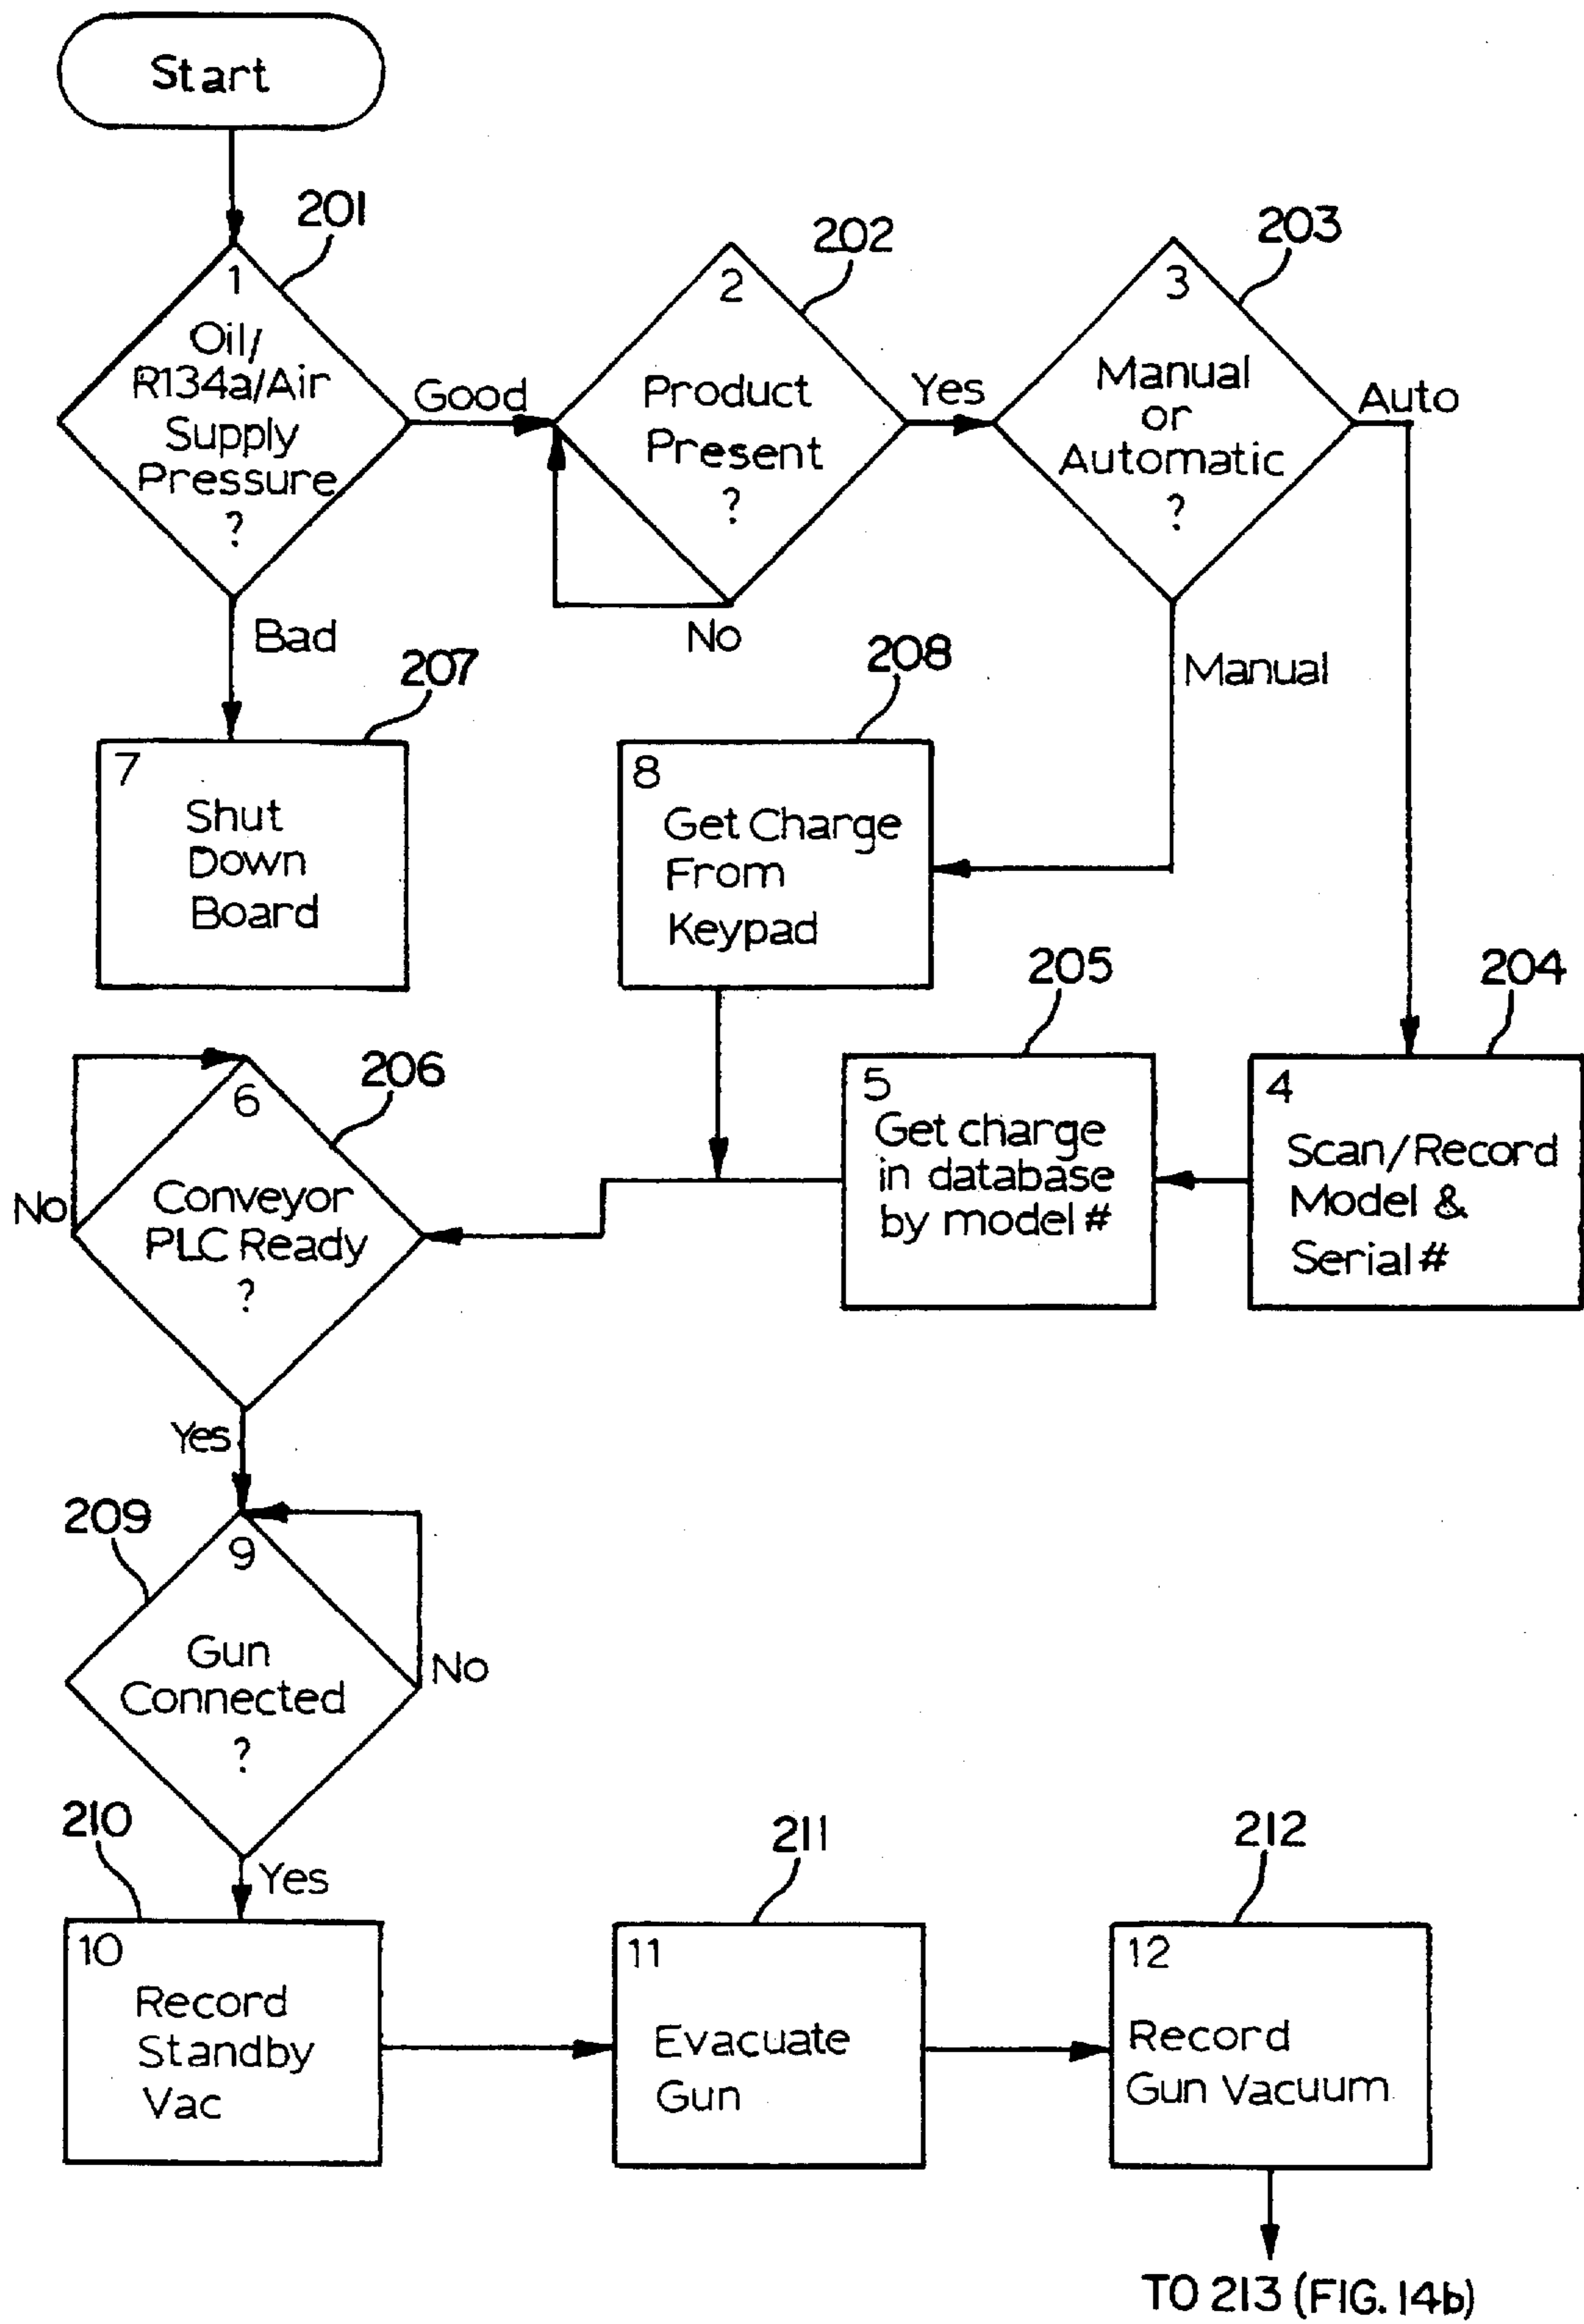 Start
201
1
Oil/
R134a/Air
Supply
Pressure
?
Good
Bad
202
2
Product
Present
?
Yes
No
203
3
Manual
or
Automatic
?
Auto
Manual
207
7
Shut
Down
Board
208
8
Get Charge
From
Keypad
205
5
Get charge
in database
by model #
204
4
Scan/Record
Model &
Serial #
206
6
Conveyor
PLC Ready
?
No
Yes
209
9
Gun
Connected
?
No
Yes
210
10
Record
Standby
Vac
211
11
Evacuate
Gun
212
12
Record
Gun Vacuum
TO 213 (FIG. 14b)